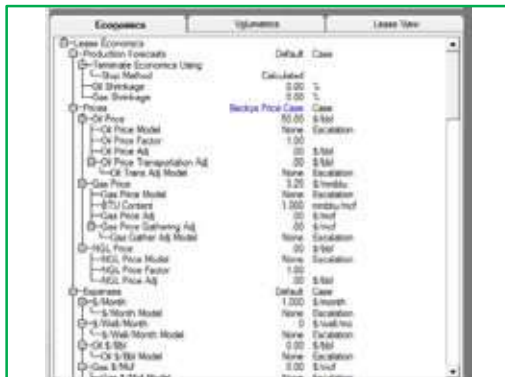 Economics
Volumetrics
Lease View
Lease Economics
Production Forecasts Default Case
Terminate Economics Using
Stop Method Calculated
Oil Shrinkage 0.00 %
Gas Shrinkage 0.00 %
Prices Beckys Price Case Case
Oil Price 50.00 $/bbl
Oil Price Model None Escalation
Oil Price Factor 1.00
Oil Price Adj .00 $/bbl
Oil Price Transportation Adj .00 $/bbl
Oil Trans Adj Model None Escalation
Gas Price 3.25 $/mmbtu
Gas Price Model None Escalation
BTU Content 1.000 mmbtu/mcf
Gas Price Adj .00 $/mcf
Gas Price Gathering Adj .00 $/mcf
Gas Gather Adj Model None Escalation
NGL Price .00 $/bbl
NGL Price Model None Escalation
NGL Price Factor 1.00
NGL Price Adj .00 $/bbl
Expenses Default Case
$/Month 1,000 $/month
$/Month Model None Escalation
$/Well/Month 0 $/well/mo
$/Well/Month Model None Escalation
Oil $/Bbl 0.00 $/bbl
Oil $/Bbl Model None Escalation
Gas $/Mcf 0.00 $/mcf